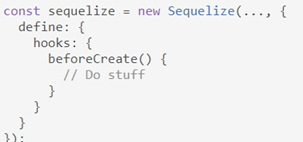 const sequelize = new Sequelize(..., {
  define: {
    hooks: {
      beforeCreate() {
        // Do stuff
      }
    }
  }
});